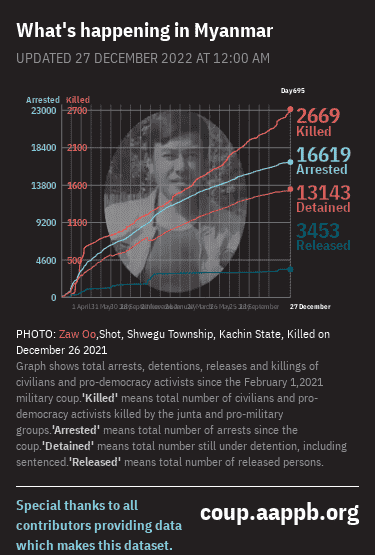 What's happening in Myanmar
UPDATED 27 DECEMBER 2022 AT 12:00 AM
Day695
Arrested Killed
23000 2700
2669
Killed
18400 2100
16619
Arrested
13800 1600
13143
Detained
9200 1100
3453
Released
4600 500
0
27 December
PHOTO: Zaw Oo,Shot, Shwegu Township, Kachin State, Killed on
December 26 2021
Graph shows total arrests, detentions, releases and killings of
civilians and pro-democracy activists since the February 1,2021
military coup.'Killed' means total number of civilians and pro-
democracy activists killed by the junta and pro-military
groups.'Arrested' means total number of arrests since the
coup.'Detained' means total number still under detention, including
sentenced.'Released' means total number of released persons.
Special thanks to all
contributors providing data
which makes this dataset.
coup.aappb.org